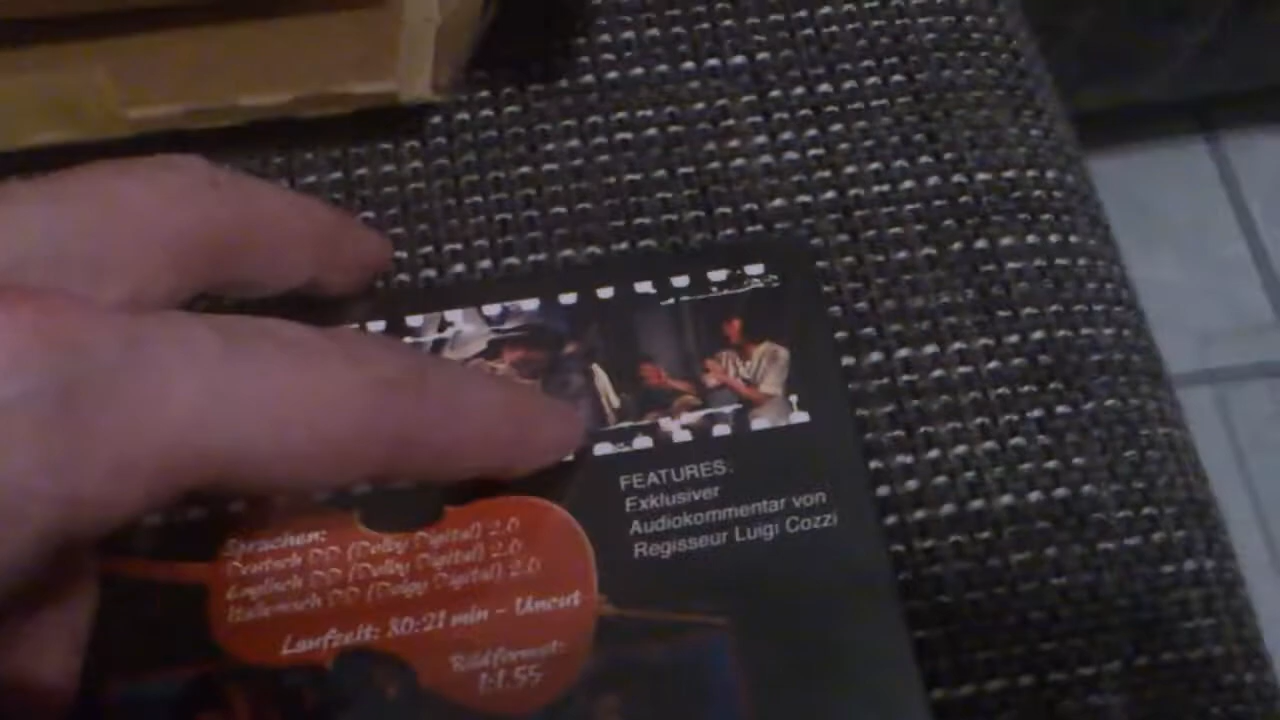 Sprachen:
Deutsch DD (Dolby Digital) 2.0
Englisch DD (Dolby Digital) 2.0
Italienisch DD (Dolby Digital) 2.0
Laufzeit: 80:21 min - Uncut
Bildformat:
1:1.55
FEATURES:
Exklusiver
Audiokommentar von
Regisseur Luigi Cozzi